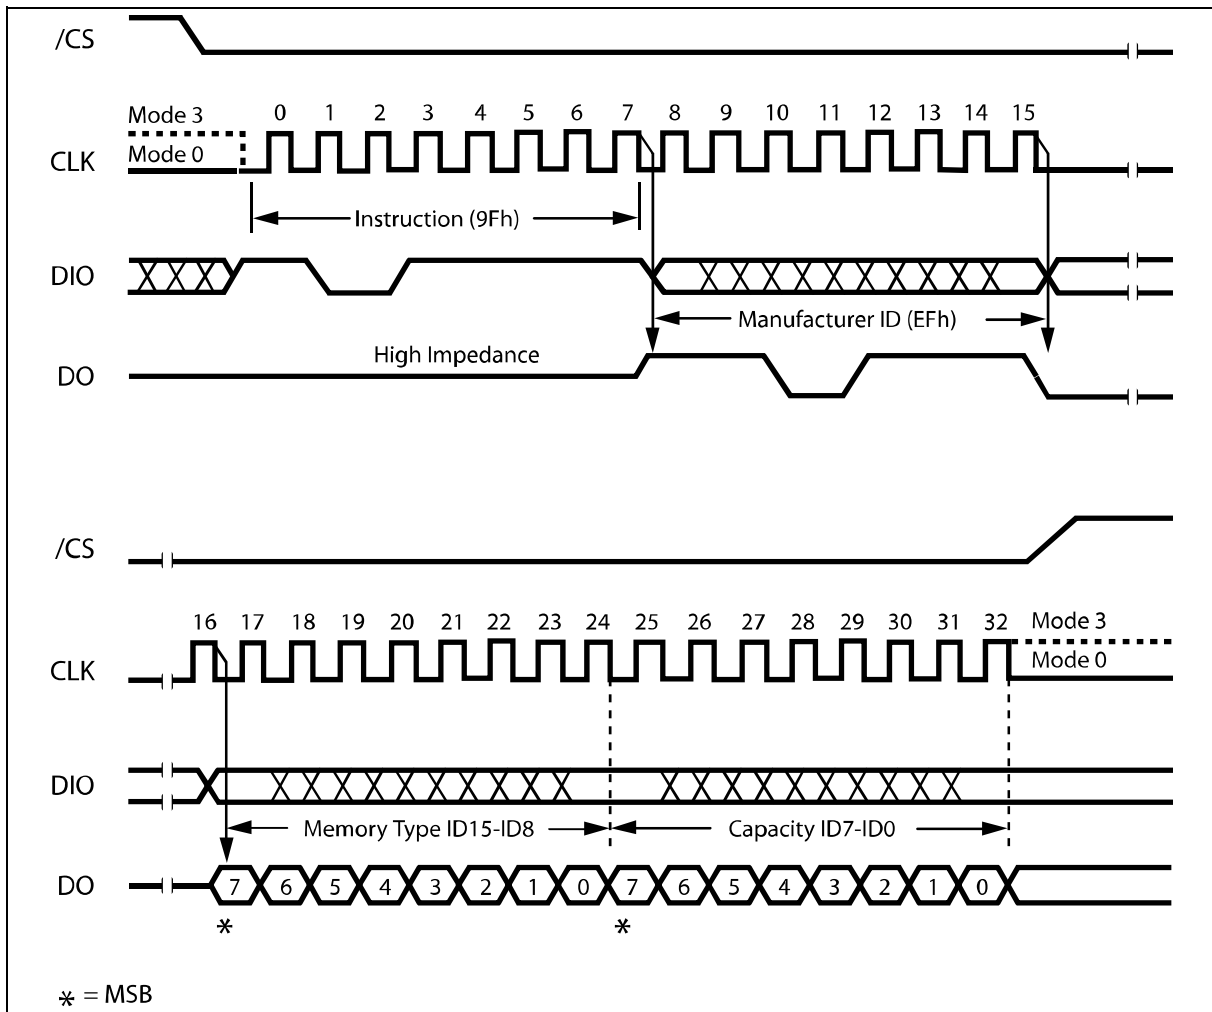 /CS
Mode 3
0 1 2 3 4 5 6 7 8 9 10 11 12 13 14 15
CLK
Mode 0
Instruction (9Fh)
DIO
Manufacturer ID (EFh)
High Impedance
DO
/CS
16 17 18 19 20 21 22 23 24 25 26 27 28 29 30 31 32
Mode 3
CLK
Mode 0
DIO
Memory Type ID15-ID8
Capacity ID7-ID0
DO
7 6 5 4 3 2 1 0 7 6 5 4 3 2 1 0
* *
* = MSB